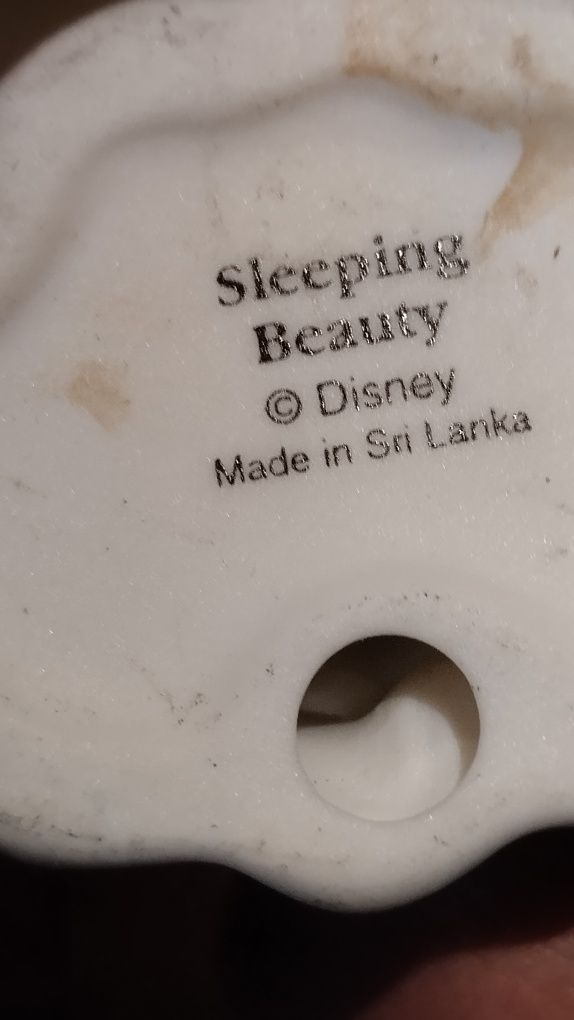 Sleeping
Beauty
© Disney
Made in Sri Lanka